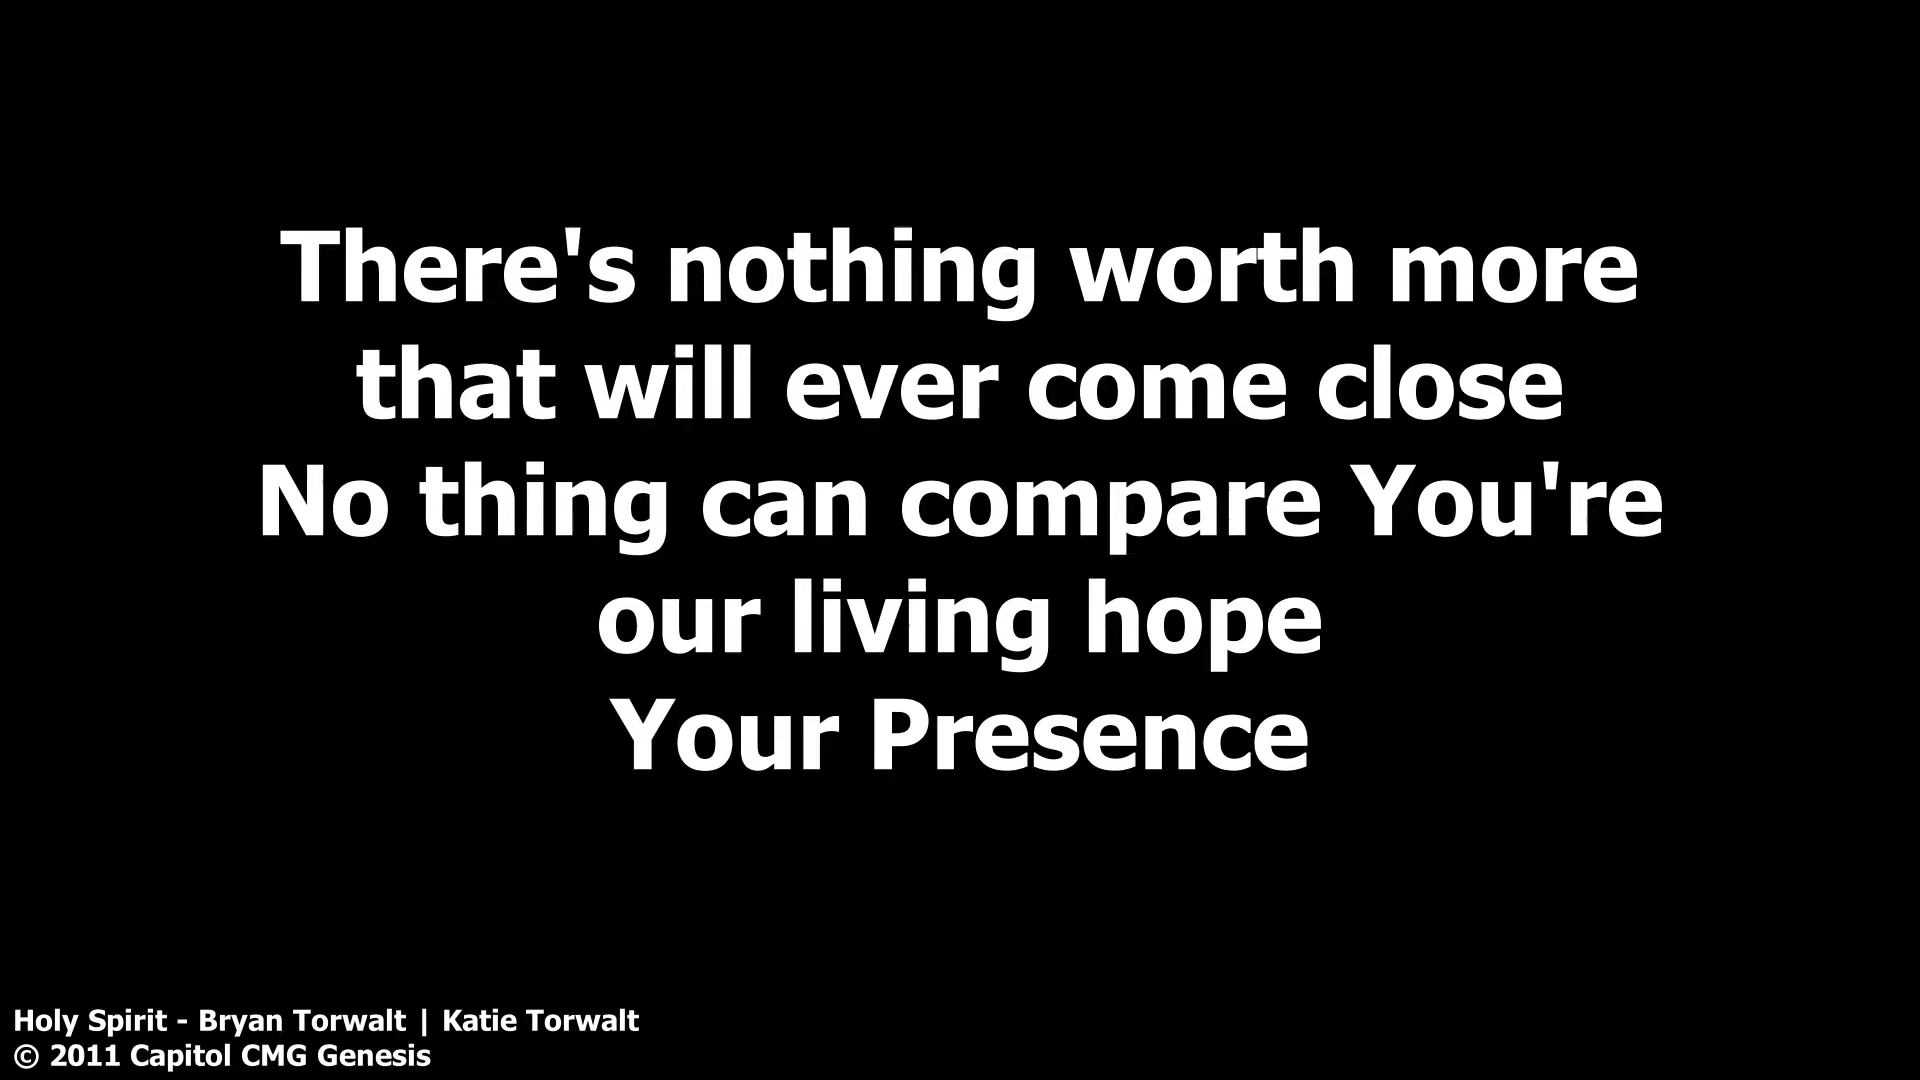 There's nothing worth more
that will ever come close
No thing can compare You're
our living hope
Your Presence
Holy Spirit - Bryan Torwalt | Katie Torwalt
© 2011 Capitol CMG Genesis